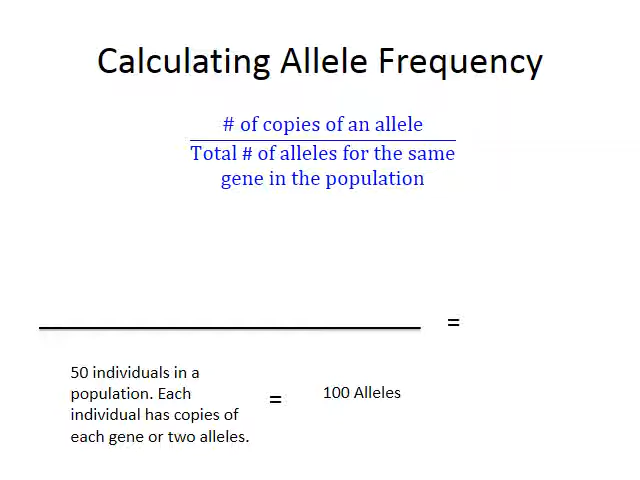 Calculating Allele Frequency
# of copies of an allele
Total # of alleles for the same
gene in the population
=
50 individuals in a
population. Each
individual has copies of
each gene or two alleles.
=
100 Alleles